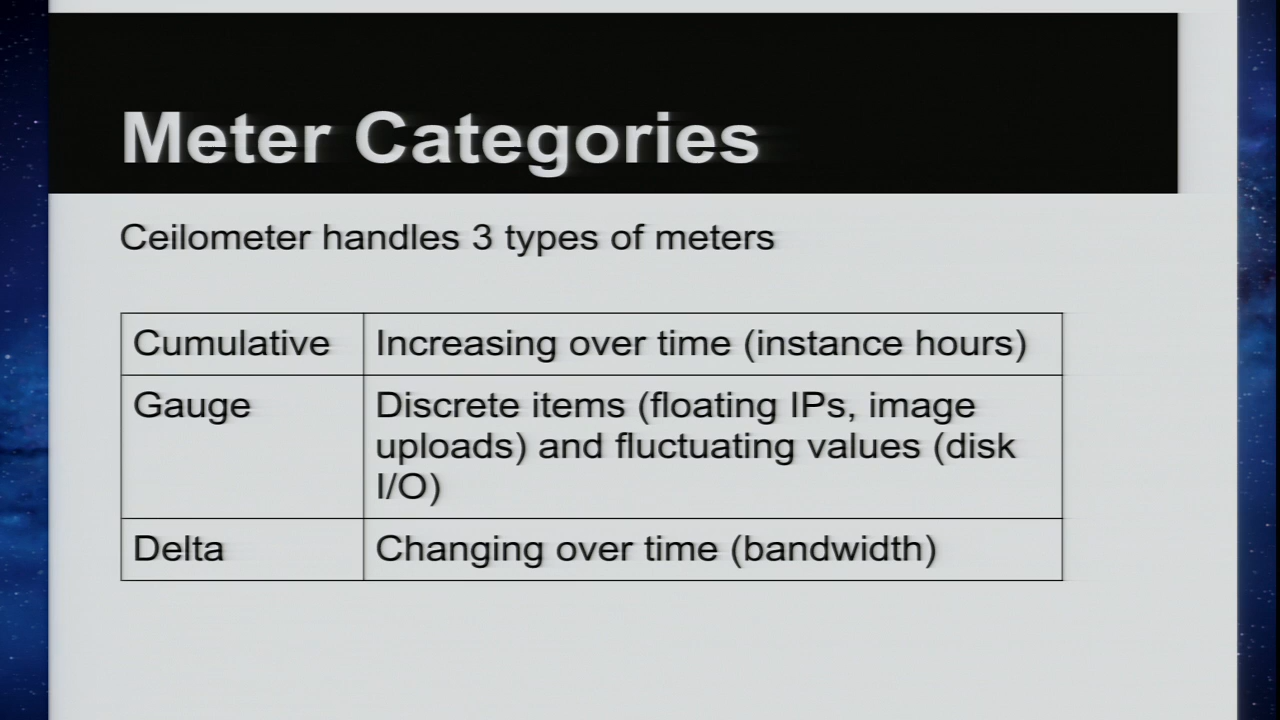 Meter Categories
Ceilometer handles 3 types of meters
Cumulative
Increasing over time (instance hours)
Gauge
Discrete items (floating IPs, image
uploads) and fluctuating values (disk
I/O)
Delta
Changing over time (bandwidth)